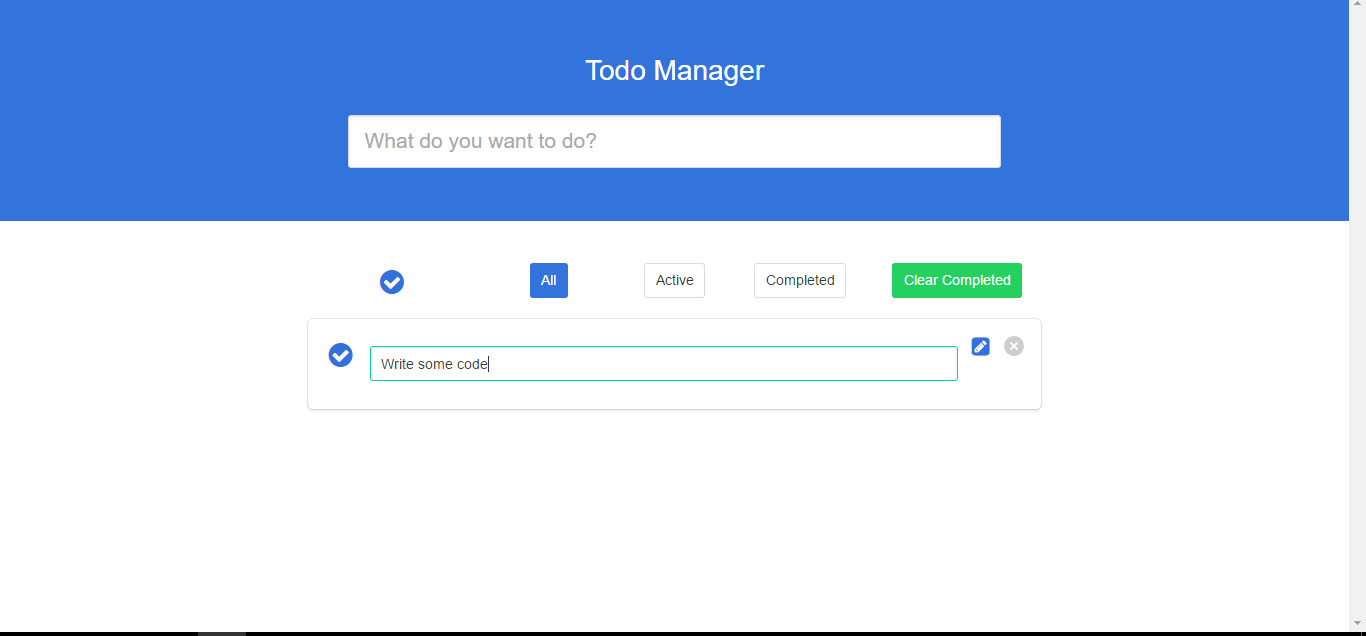 Todo Manager
What do you want to do?
All Active Completed Clear Completed
Write some code